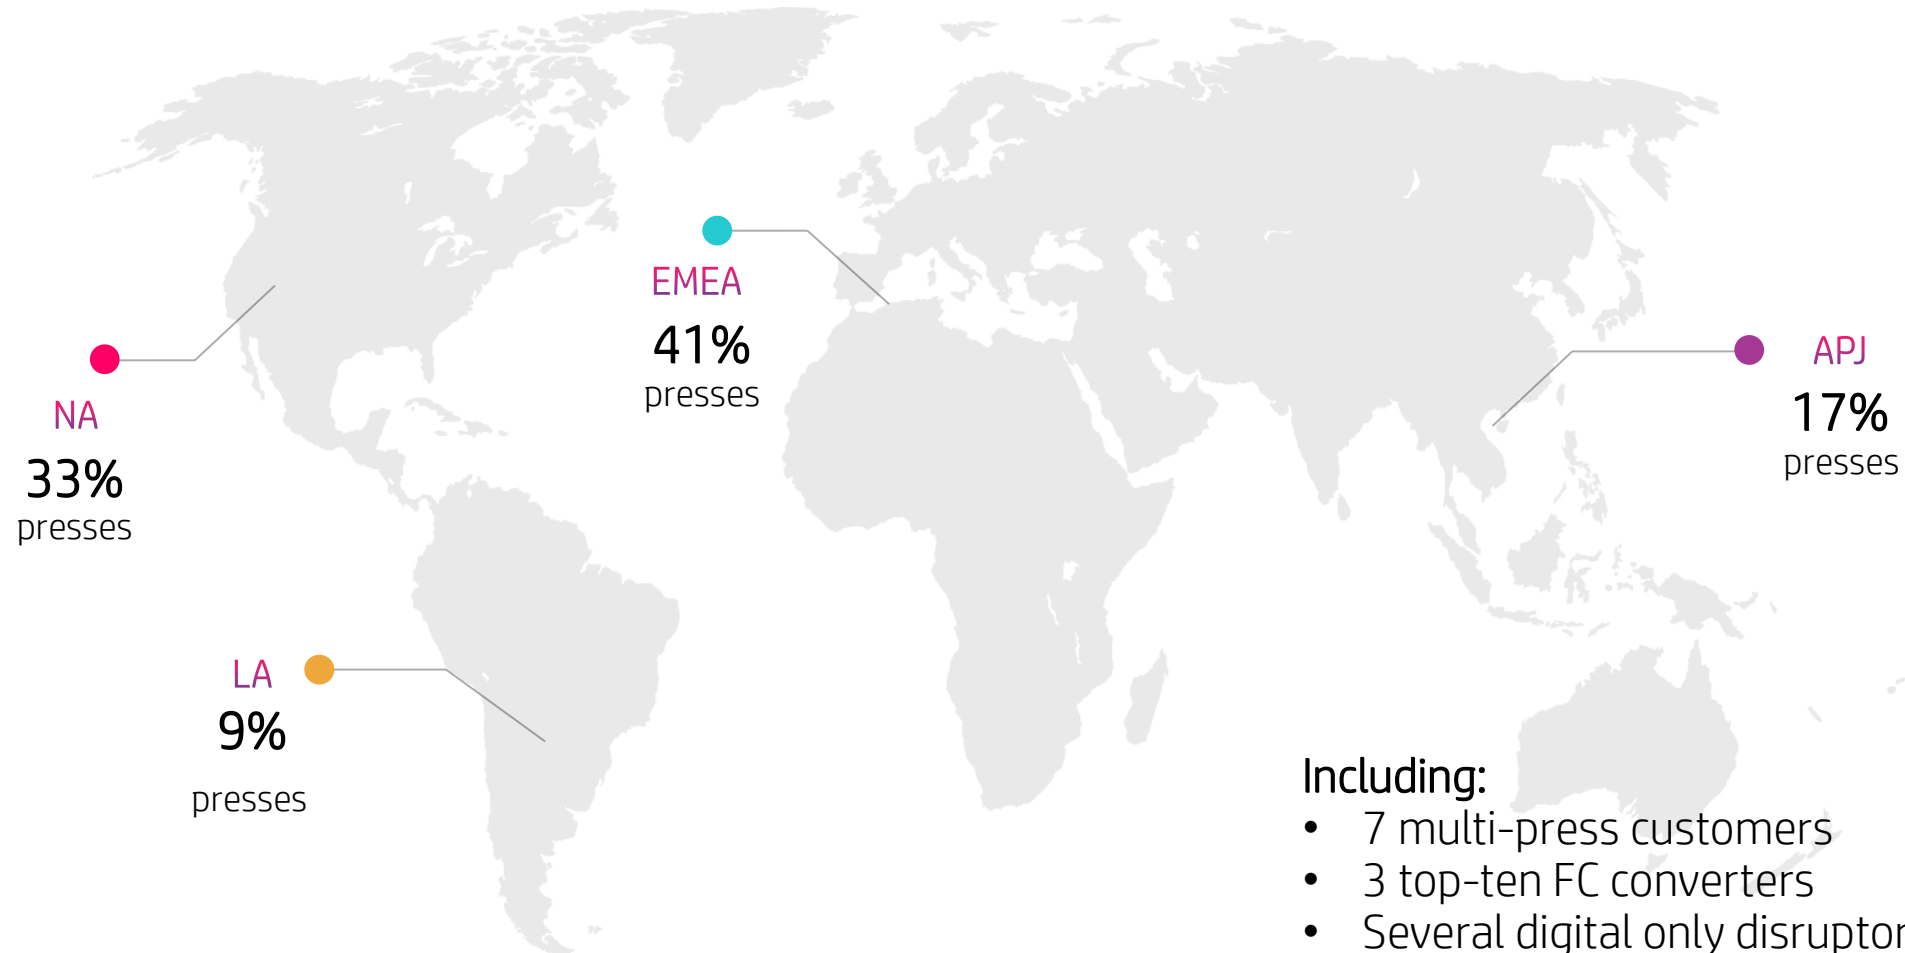 EMEA
41%
presses
NA
33%
presses
APJ
17%
presses
LA
9%
presses
Including:
• 7 multi-press customers
• 3 top-ten FC converters
• Several digital only